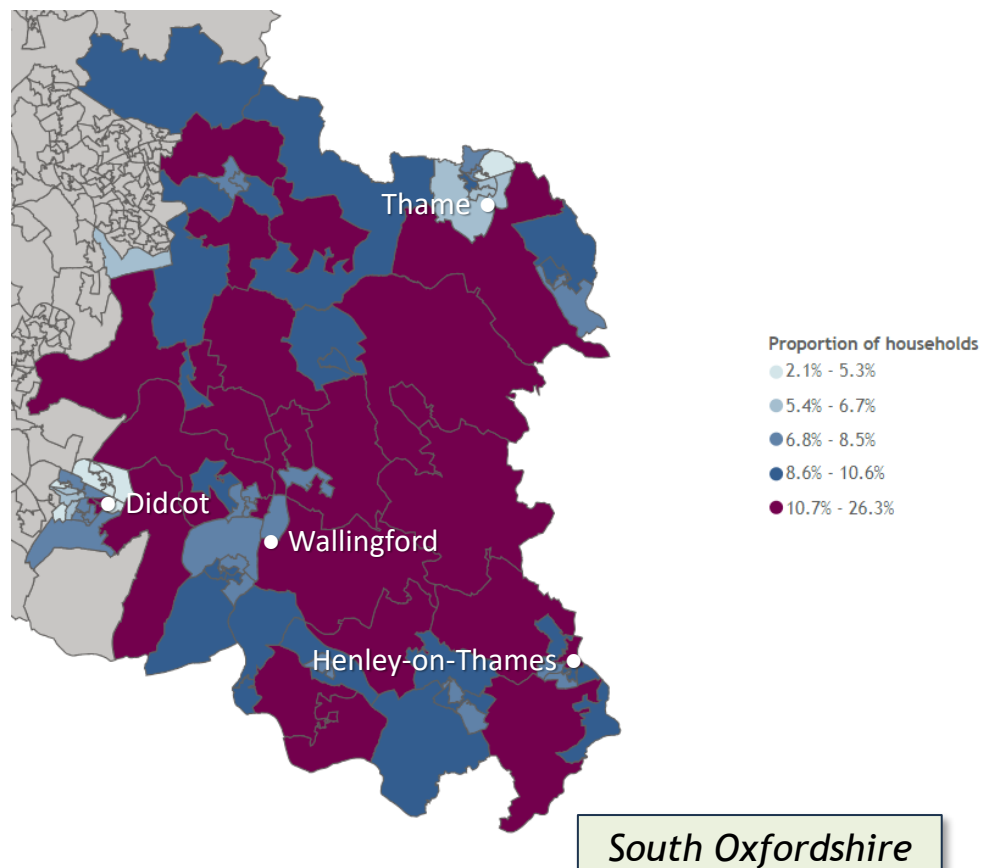 Thame
Proportion of households
2.1% - 5.3%
5.4% - 6.7%
6.8% - 8.5%
8.6% - 10.6%
10.7% - 26.3%
Didcot
Wallingford
Henley-on-Thames
South Oxfordshire